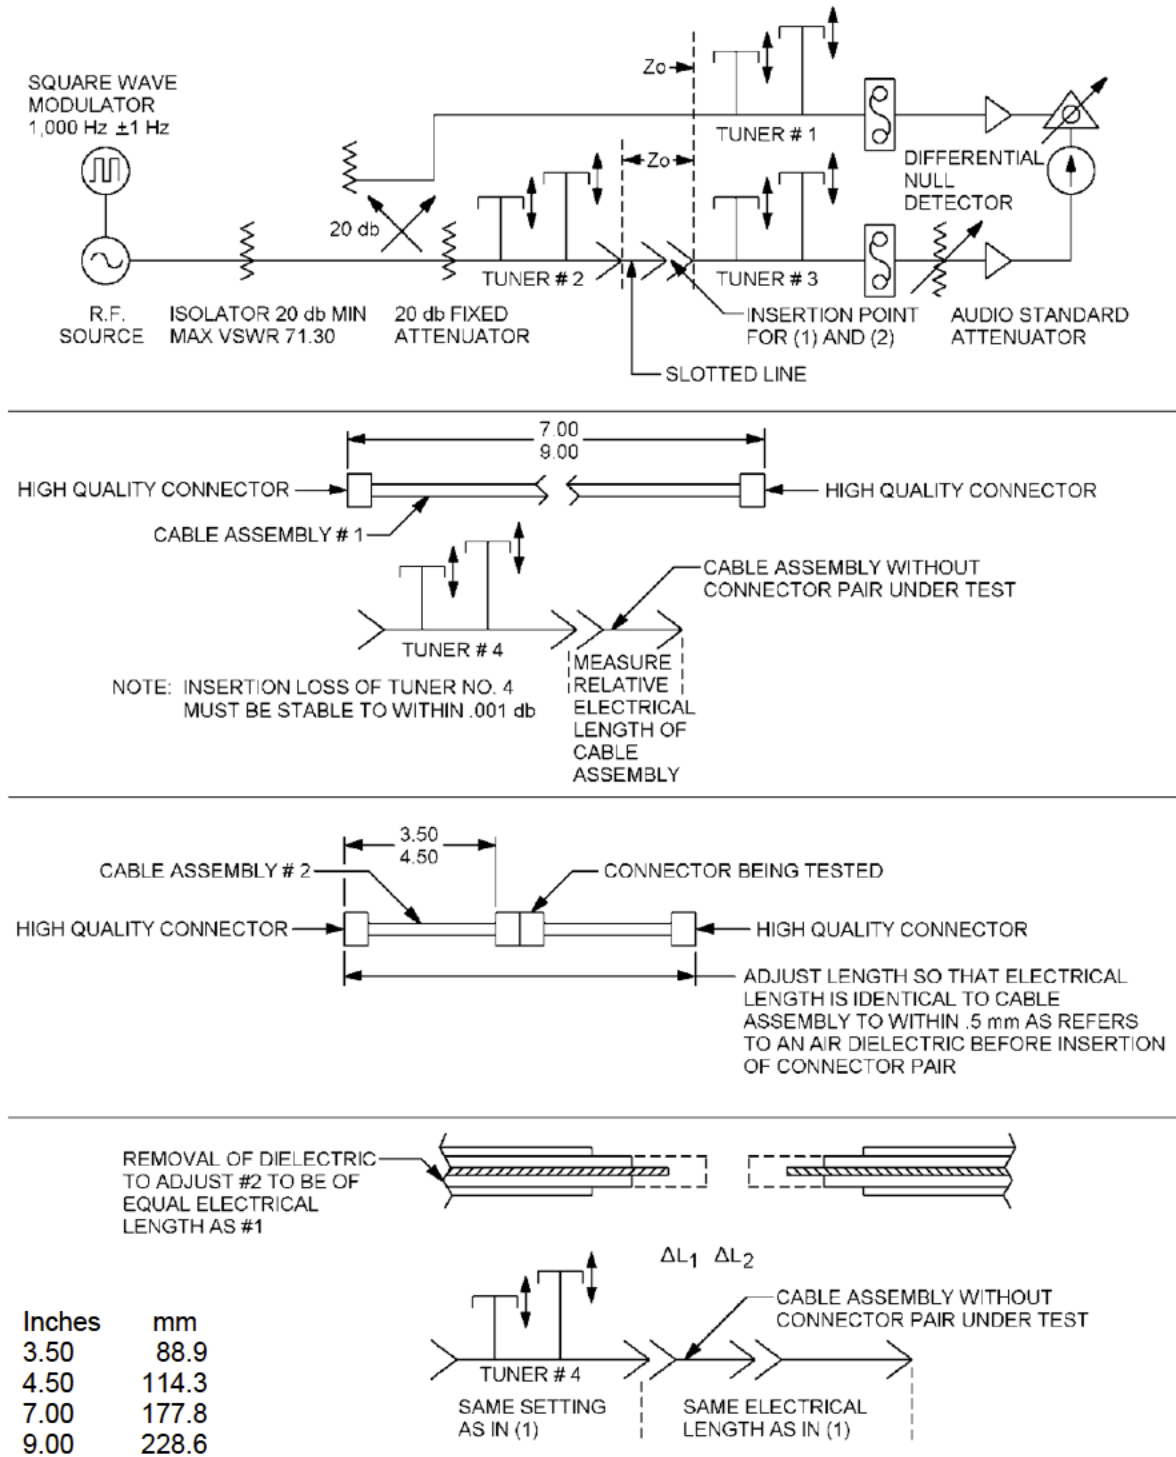 SQUARE WAVE
MODULATOR
1,000 Hz ±1 Hz
Zo
TUNER # 1
Zo
DIFFERENTIAL
NULL
DETECTOR
20 db
TUNER # 2
TUNER # 3
R.F.
SOURCE
ISOLATOR 20 db MIN
MAX VSWR 71.30
20 db FIXED
ATTENUATOR
INSERTION POINT
FOR (1) AND (2)
AUDIO STANDARD
ATTENUATOR
SLOTTED LINE
7.00
9.00
HIGH QUALITY CONNECTOR
HIGH QUALITY CONNECTOR
CABLE ASSEMBLY # 1
CABLE ASSEMBLY WITHOUT
CONNECTOR PAIR UNDER TEST
TUNER # 4
MEASURE
RELATIVE
ELECTRICAL
LENGTH OF
CABLE
ASSEMBLY
NOTE: INSERTION LOSS OF TUNER NO. 4
MUST BE STABLE TO WITHIN .001 db
3.50
4.50
CABLE ASSEMBLY # 2
CONNECTOR BEING TESTED
HIGH QUALITY CONNECTOR
HIGH QUALITY CONNECTOR
ADJUST LENGTH SO THAT ELECTRICAL
LENGTH IS IDENTICAL TO CABLE
ASSEMBLY TO WITHIN .5 mm AS REFERS
TO AN AIR DIELECTRIC BEFORE INSERTION
OF CONNECTOR PAIR
REMOVAL OF DIELECTRIC
TO ADJUST #2 TO BE OF
EQUAL ELECTRICAL
LENGTH AS #1
ΔL1 ΔL2
CABLE ASSEMBLY WITHOUT
CONNECTOR PAIR UNDER TEST
TUNER # 4
SAME SETTING
AS IN (1)
SAME ELECTRICAL
LENGTH AS IN (1)
Inches mm
3.50 88.9
4.50 114.3
7.00 177.8
9.00 228.6